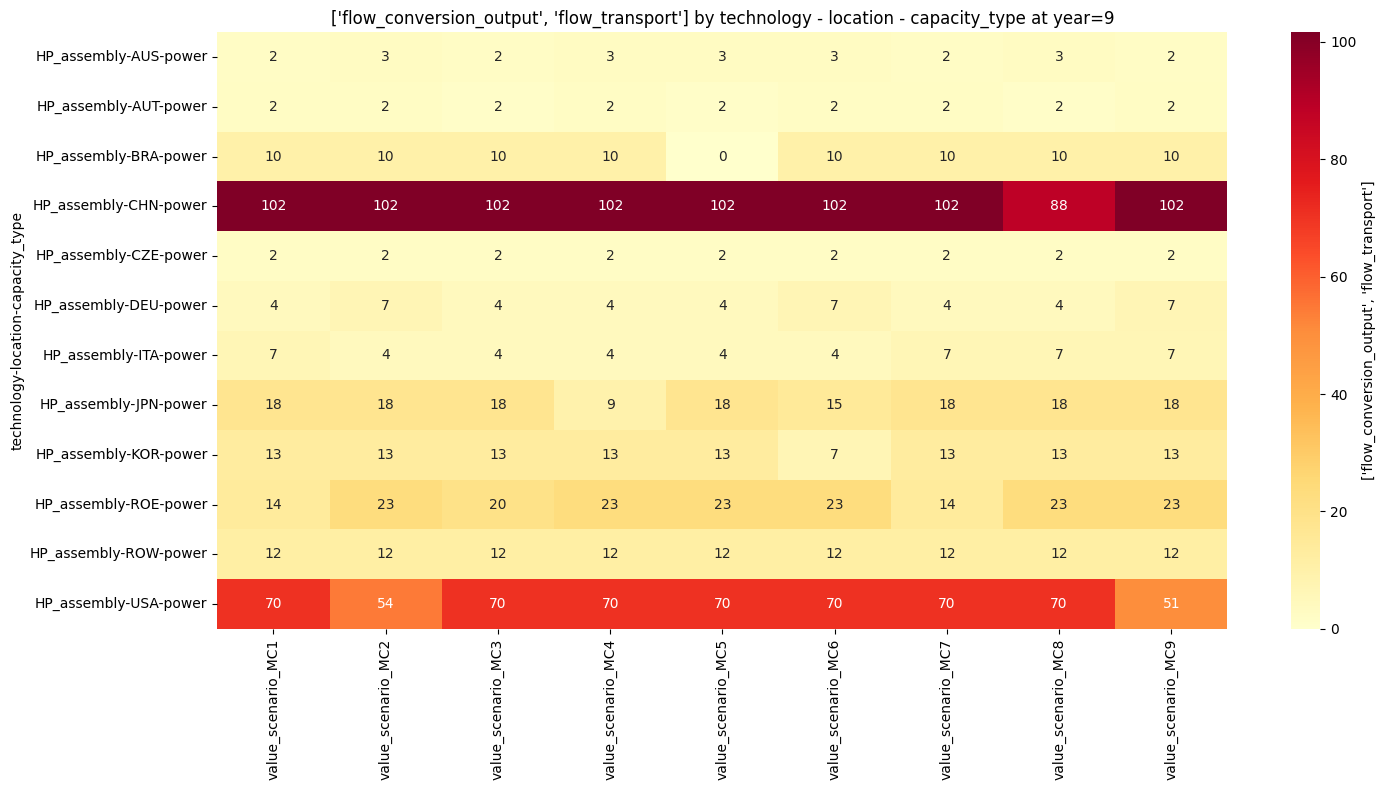 ['flow_conversion_output', 'flow_transport'] by technology - location - capacity_type at year=9
technology-location-capacity_type
HP_assembly-AUS-power 2 3 2 3 3 3 2 3 2
HP_assembly-AUT-power 2 2 2 2 2 2 2 2 2
HP_assembly-BRA-power 10 10 10 10 0 10 10 10 10
HP_assembly-CHN-power 102 102 102 102 102 102 102 88 102
HP_assembly-CZE-power 2 2 2 2 2 2 2 2 2
HP_assembly-DEU-power 4 7 4 4 4 7 4 4 7
HP_assembly-ITA-power 7 4 4 4 4 4 7 7 7
HP_assembly-JPN-power 18 18 18 9 18 15 18 18 18
HP_assembly-KOR-power 13 13 13 13 13 7 13 13 13
HP_assembly-ROE-power 14 23 20 23 23 23 14 23 23
HP_assembly-ROW-power 12 12 12 12 12 12 12 12 12
HP_assembly-USA-power 70 54 70 70 70 70 70 70 51
value_scenario_MC1
value_scenario_MC2
value_scenario_MC3
value_scenario_MC4
value_scenario_MC5
value_scenario_MC6
value_scenario_MC7
value_scenario_MC8
value_scenario_MC9
100
80
60
40
20
0
['flow_conversion_output', 'flow_transport']